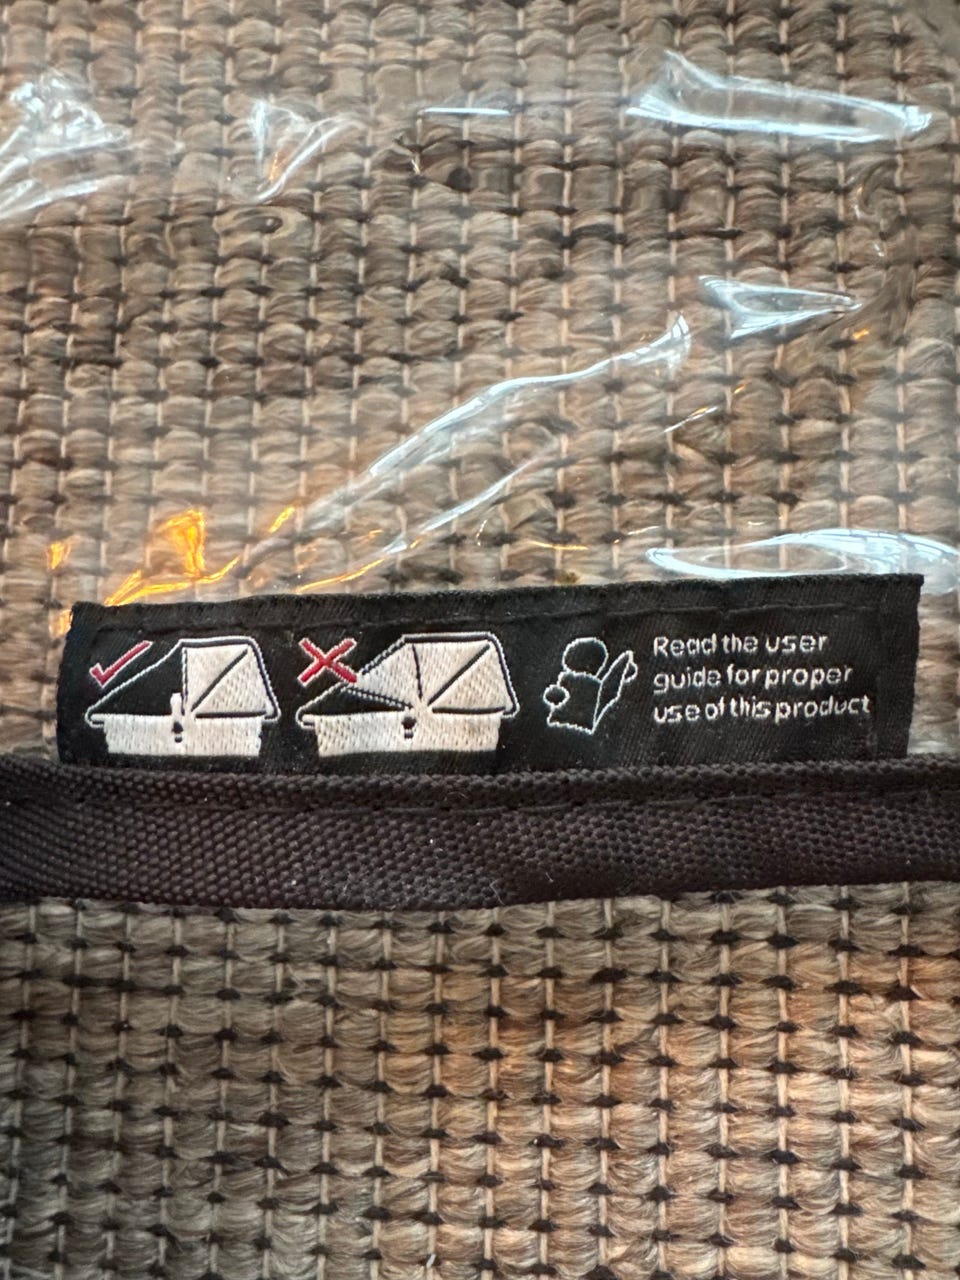 Read the user
guide for proper
use of this product